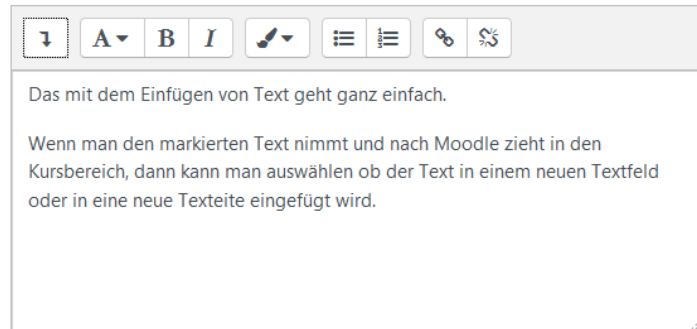 A B I
Das mit dem Einfügen von Text geht ganz einfach.
Wenn man den markierten Text nimmt und nach Moodle zieht in den
Kursbereich, dann kann man auswählen ob der Text in einem neuen Textfeld
oder in eine neue Texteite eingefügt wird.